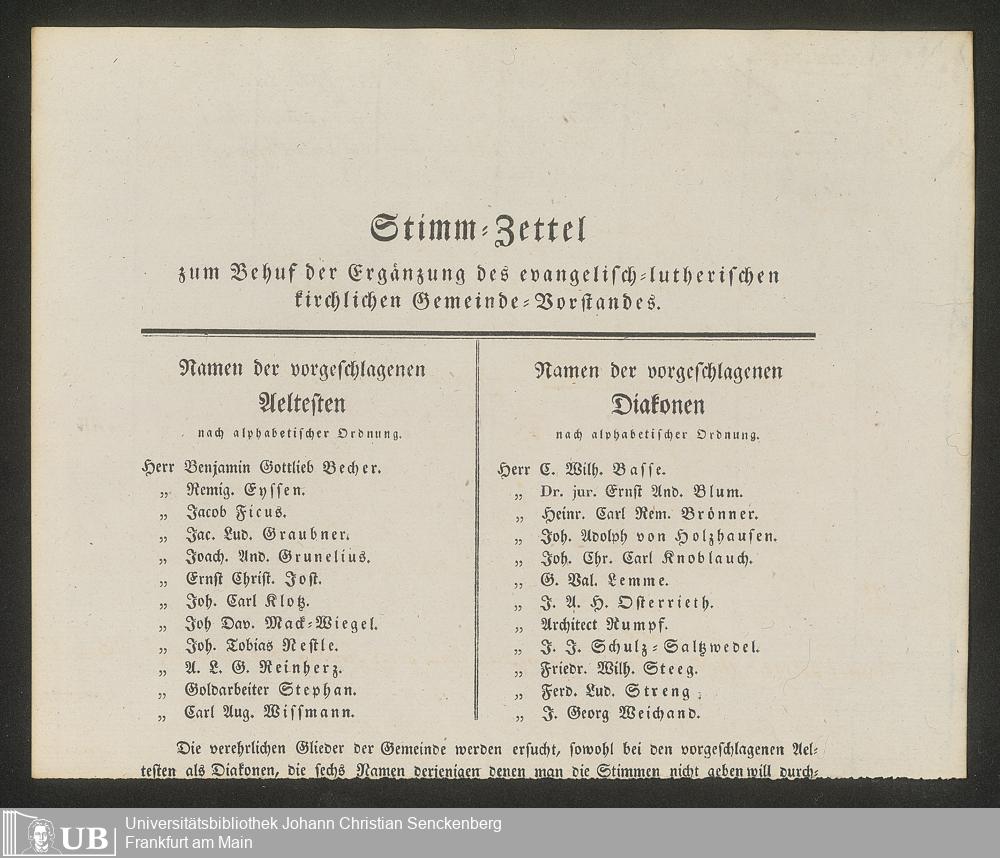 Stimm-Zettel
zum Behuf der Ergänzung des evangelisch-lutherischen
kirchlichen Gemeinde-Vorstandes.
Namen der vorgeschlagenen
Aeltesten
nach alphabetischer Ordnung.
Herr Benjamin Gottlieb Becher.
„ Remig. Eyssen.
„ Jacob Ficus.
„ Jac. Lud. Graubner.
„ Joach. And. Grunelius.
„ Ernst Christ. Jost.
„ Joh. Carl Klotz.
„ Joh Dav. Mack-Wiegel.
„ Joh. Tobias Nestle.
„ A. L. G. Reinherz.
„ Goldarbeiter Stephan.
„ Carl Aug. Wissmann.
Namen der vorgeschlagenen
Diakonen
nach alphabetischer Ordnung.
Herr C. Wilh. Basse.
„ Dr. jur. Ernst And. Blum.
„ Heinr. Carl Rem. Brönner.
„ Joh. Adolph von Holzhausen.
„ Joh. Chr. Carl Knoblauch.
„ G. Val. Lemme.
„ J. A. H. Osterrieth.
„ Architect Rumpf.
„ J. J. Schulz-Saltzwedel.
„ Friedr. Wilh. Steeg.
„ Ferd. Lud. Streng.
„ J. Georg Weichand.
Die verehrlichen Glieder der Gemeinde werden ersucht, sowohl bei den vorgeschlagenen Ael-
testen als Diakonen, die sechs Namen derjenigen denen man die Stimmen nicht geben will durch-
UB Universitätsbibliothek Johann Christian Senckenberg
Frankfurt am Main